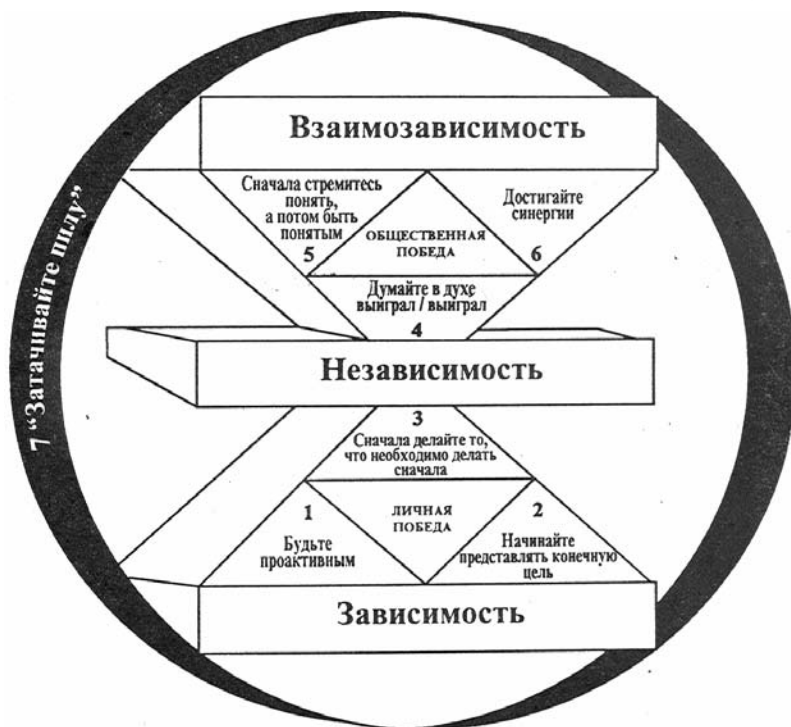 Взаимозависимость
Сначала стремитесь
понять,
а потом быть
понятым
5
ОБЩЕСТВЕННАЯ
ПОБЕДА
Достигайте
синергии
6
Думайте в духе
выиграл / выиграл
4
7 “Затачивайте пилу”
Независимость
3
Сначала делайте то,
что необходимо делать
сначала
1
Будьте
проактивным
ЛИЧНАЯ
ПОБЕДА
2
Начинайте
представлять конечную
цель
Зависимость